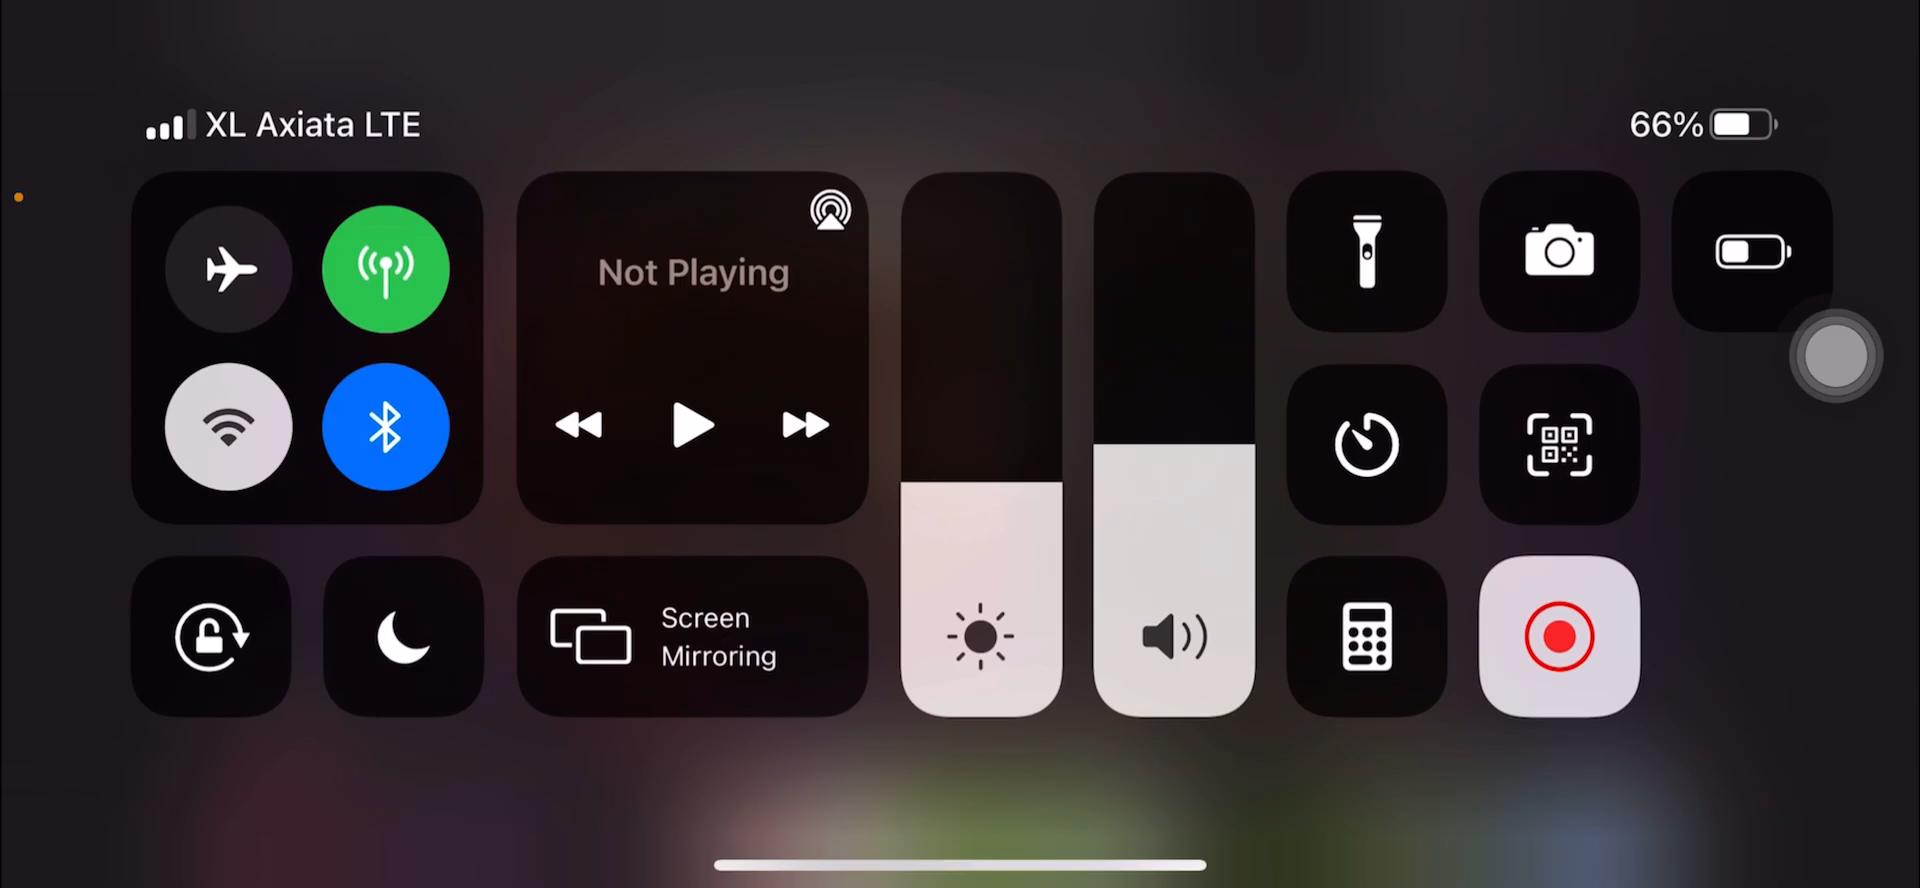 XL Axiata LTE
66%
Not Playing
Screen
Mirroring